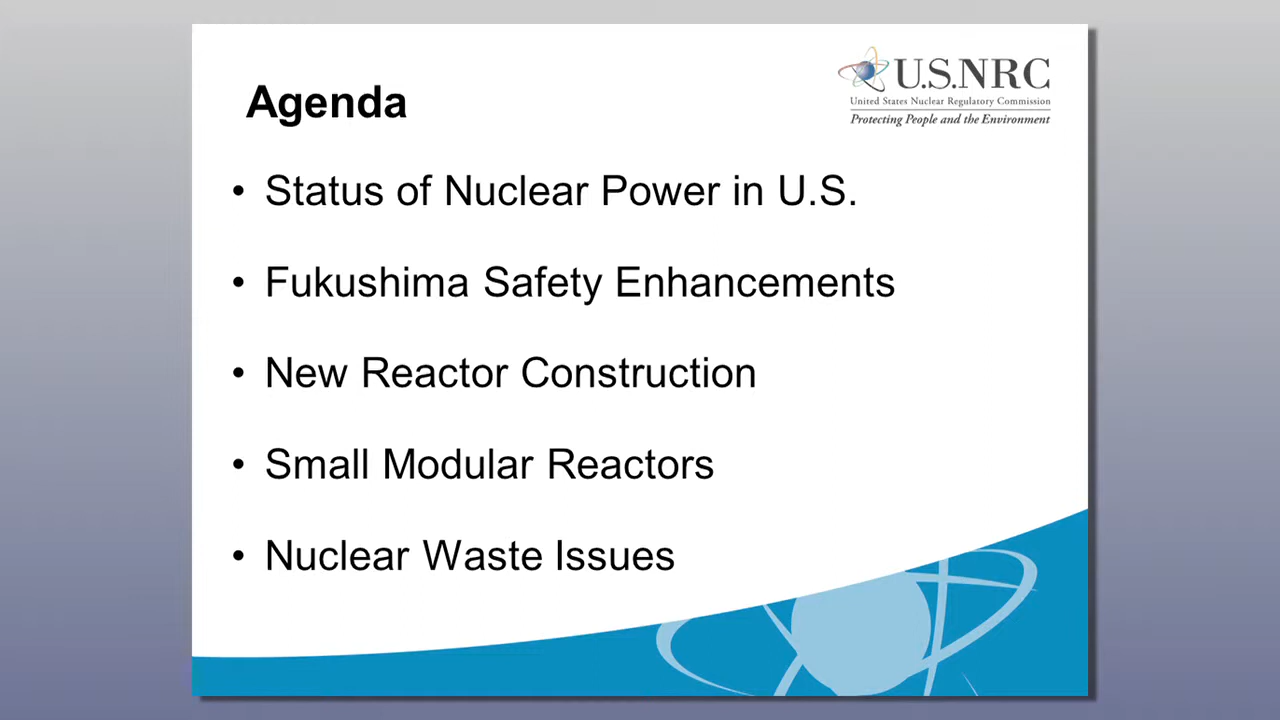 Agenda
U.S.NRC
United States Nuclear Regulatory Commission
Protecting People and the Environment
• Status of Nuclear Power in U.S.
• Fukushima Safety Enhancements
• New Reactor Construction
• Small Modular Reactors
• Nuclear Waste Issues